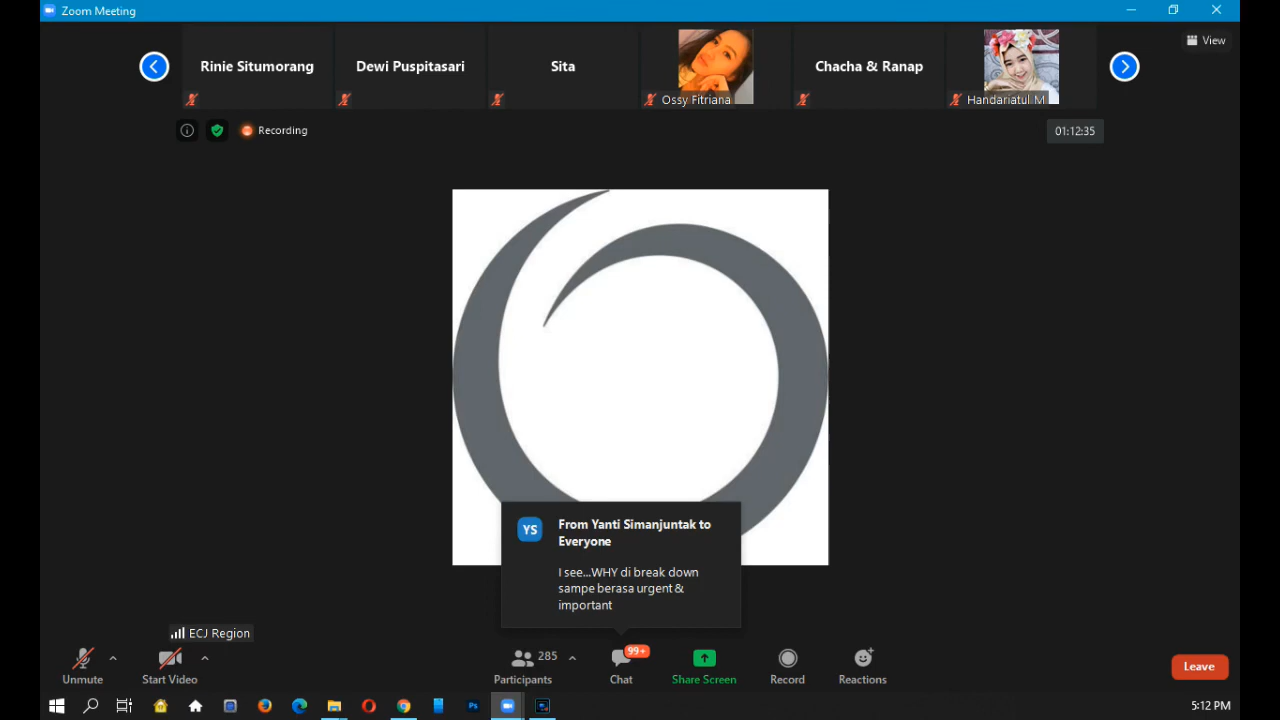 Zoom Meeting
View
Rinie Situmorang
Dewi Puspitasari
Sita
Ossy Fitriana
Chacha & Ranap
Handariatul M
Recording
01:12:35
YS
From Yanti Simanjuntak to
Everyone
I see...WHY di break down
sampe berasa urgent &
important
ECJ Region
Unmute
Start Video
285
Participants
99+
Chat
Share Screen
Record
Reactions
Leave
Ps
5:12 PM